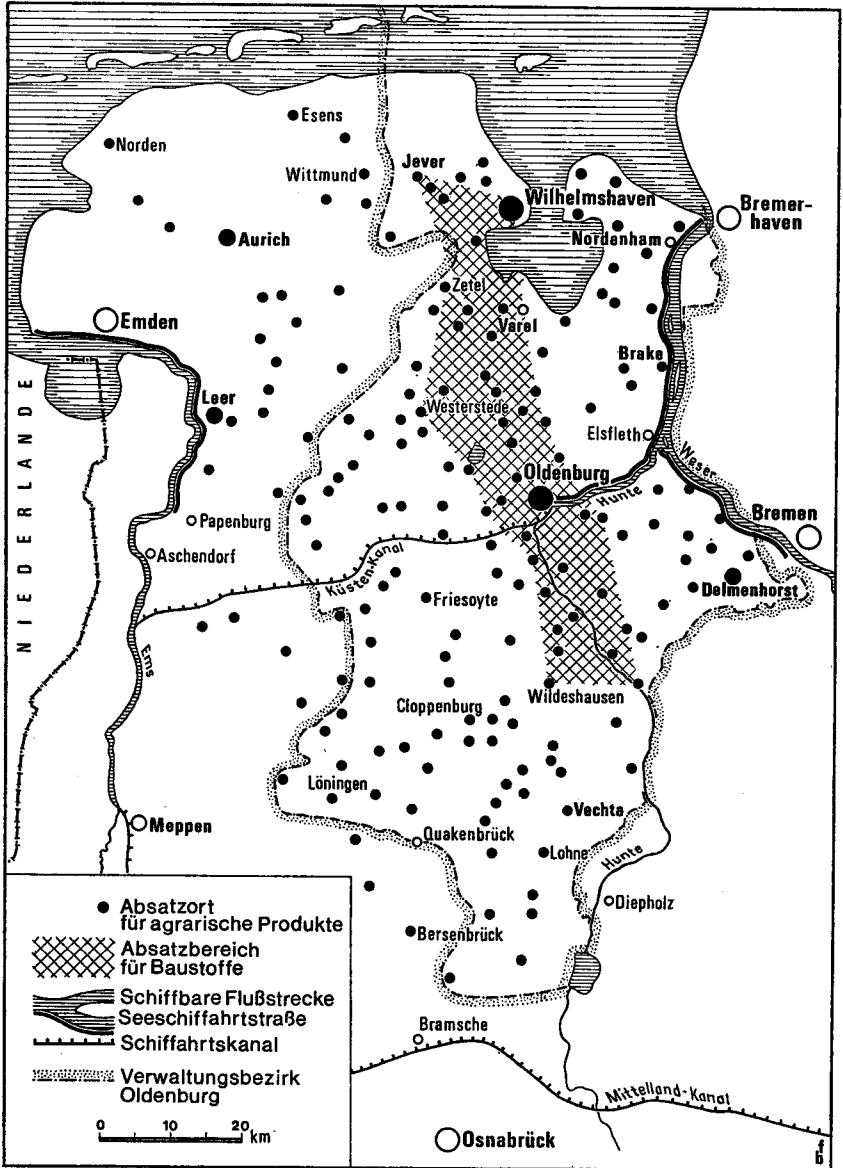 Esens
Norden
Wittmund
Jever
Wilhelmshaven
Bremer-
haven
Aurich
Nordenham
Zetel
Emden
Varel
Brake
NIEDERLANDE
Leer
Westerstede
Elsfleth
Weser
Oldenburg
Hunte
Bremen
Papenburg
Aschendorf
Küsten-Kanal
Delmenhorst
Friesoyte
Ems
Wildeshausen
Cloppenburg
Löningen
Vechta
Meppen
Quakenbrück
Lohne
Hunte
Diepholz
Bersenbrück
Bramsche
Mittelland-Kanal
Osnabrück
Absatzort
für agrarische Produkte
Absatzbereich
für Baustoffe
Schiffbare Flußstrecke
Seeschiffahrtstraße
Schiffahrtskanal
Verwaltungsbezirk
Oldenburg
0 10 20
km